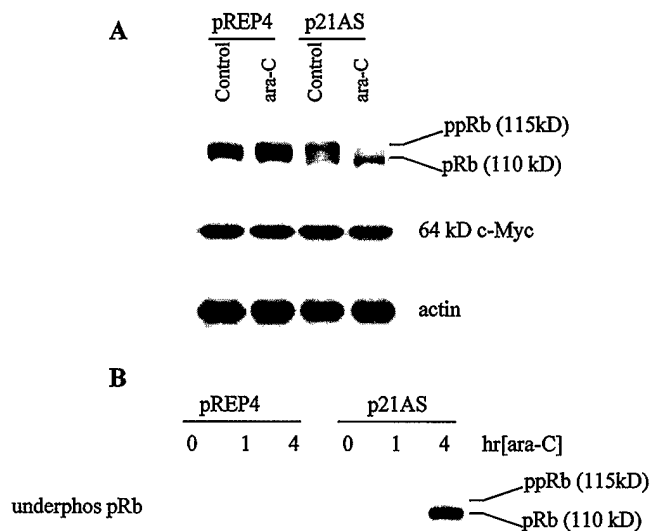 A
pREP4 p21AS
Control ara-C Control ara-C
ppRb (115kD)
pRb (110 kD)
64 kD c-Myc
actin
B
pREP4 p21AS
0 1 4 0 1 4 hr[ara-C]
ppRb (115kD)
underphos pRb
pRb (110 kD)